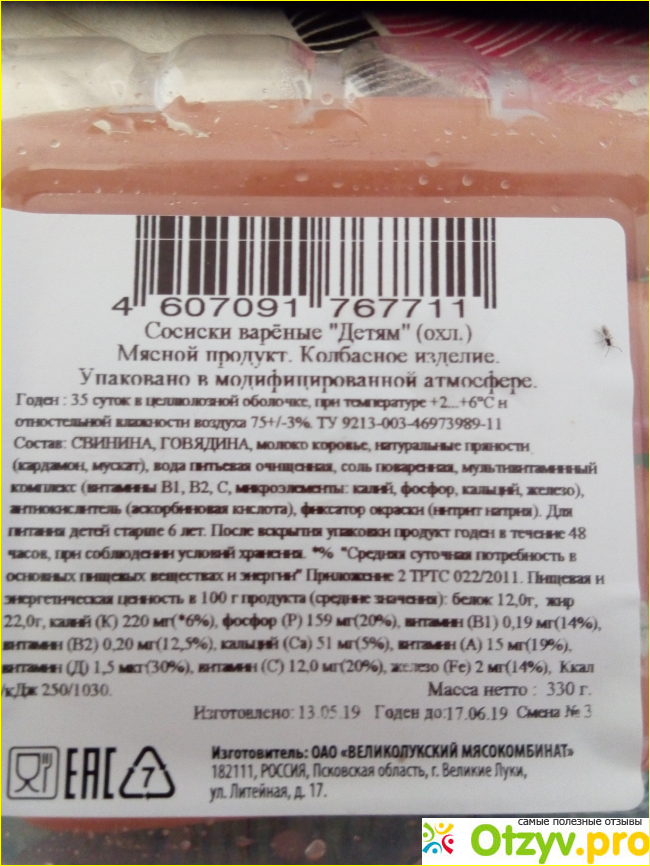 4 607091 767711
Сосиски варёные "Детям" (охл.)
Мясной продукт. Колбасное изделие.
Упаковано в модифицированной атмосфере.
Годен : 35 суток в целлюлозной оболочке, при температуре +2...+6°С и
отностельной влажности воздуха 75+/-3%. ТУ 9213-003-46973989-11
Состав: СВИНИНА, ГОВЯДИНА, молоко коровье, натуральные пряности
(кардамон, мускат), вода питьевая очищенная, соль поваренная, мультивитаминный
комплекс (витамины В1, В2, С, микроэлементы: калий, фосфор, кальций, железо),
антиокислитель (аскорбиновая кислота), фиксатор окраски (нитрит натрия). Для
питания детей старше 6 лет. После вскрытия упаковки продукт годен в течение 48
часов, при соблюдении условий хранения. *% "Средняя суточная потребность в
основных пищевых веществах и энергии" Приложение 2 ТРТС 022/2011. Пищевая и
энергетическая ценность в 100 г продукта (средние значения): белок 12,0г, жир
22,0г, калий (К) 220 мг(*6%), фосфор (Р) 159 мг(20%), витамин (В1) 0,19 мг(14%),
витамин (В2) 0,20 мг(12,5%), кальций (Са) 51 мг(5%), витамин (А) 15 мг(19%),
витамин (Д) 1,5 мкг(30%), витамин (С) 12,0 мг(20%), железо (Fe) 2 мг(14%), Ккал
/кДж 250/1030.
Масса нетто : 330 г.
Изготовлено: 13.05.19 Годен до:17.06.19 Смена № 3
EAC 7
Изготовитель: ОАО «ВЕЛИКОЛУКСКИЙ МЯСОКОМБИНАТ»
182111, РОССИЯ, Псковская область, г. Великие Луки,
ул. Литейная, д. 17.
самые полезные отзывы
Otzyv.pro